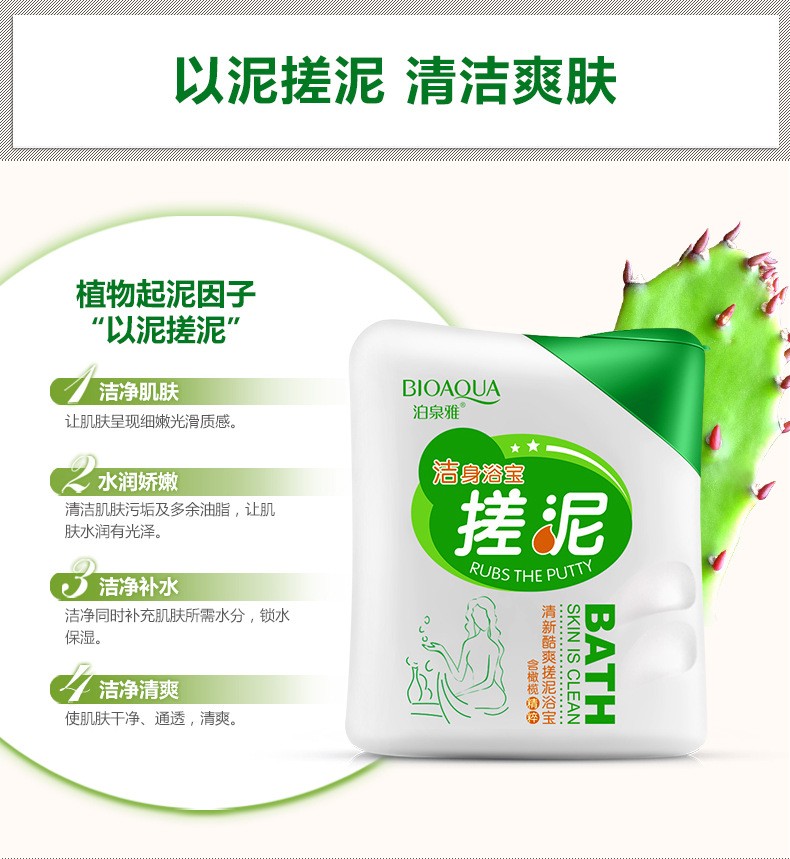 以泥搓泥 清洁爽肤
植物起泥因子
“以泥搓泥”
1 洁净肌肤
让肌肤呈现细嫩光滑质感。
2 水润娇嫩
清洁肌肤污垢及多余油脂，让肌
肤水润有光泽。
3 洁净补水
洁净同时补充肌肤所需水分，锁水
保湿。
4 洁净清爽
使肌肤干净、通透，清爽。
BIOAQUA
泊泉雅®
洁身浴宝
搓泥
RUBS THE PUTTY
BATH
SKIN IS CLEAN
清新酷爽搓泥浴宝
含橄榄精粹